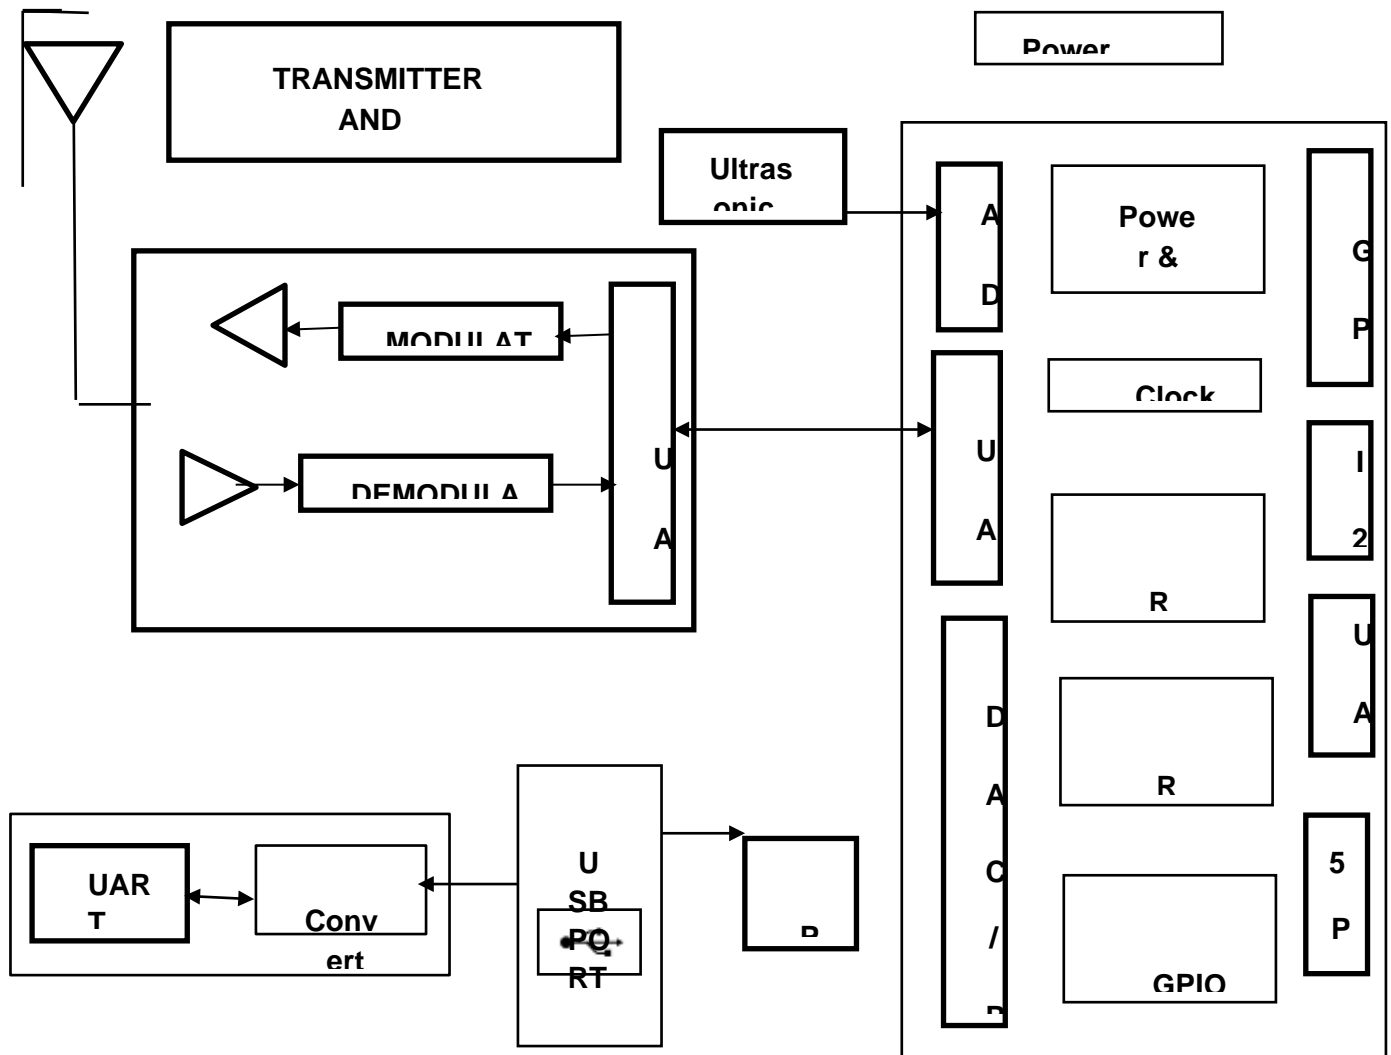 TRANSMITTER
AND
Power
Ultras
onic
A
D
Powe
r &
G
P
MODULAT
Clock
U
A
U
A
I
2
DEMODULA
R
U
A
D
A
C
/
R
5
P
GPIO
UAR
T
Conv
ert
U
SB
PO
RT